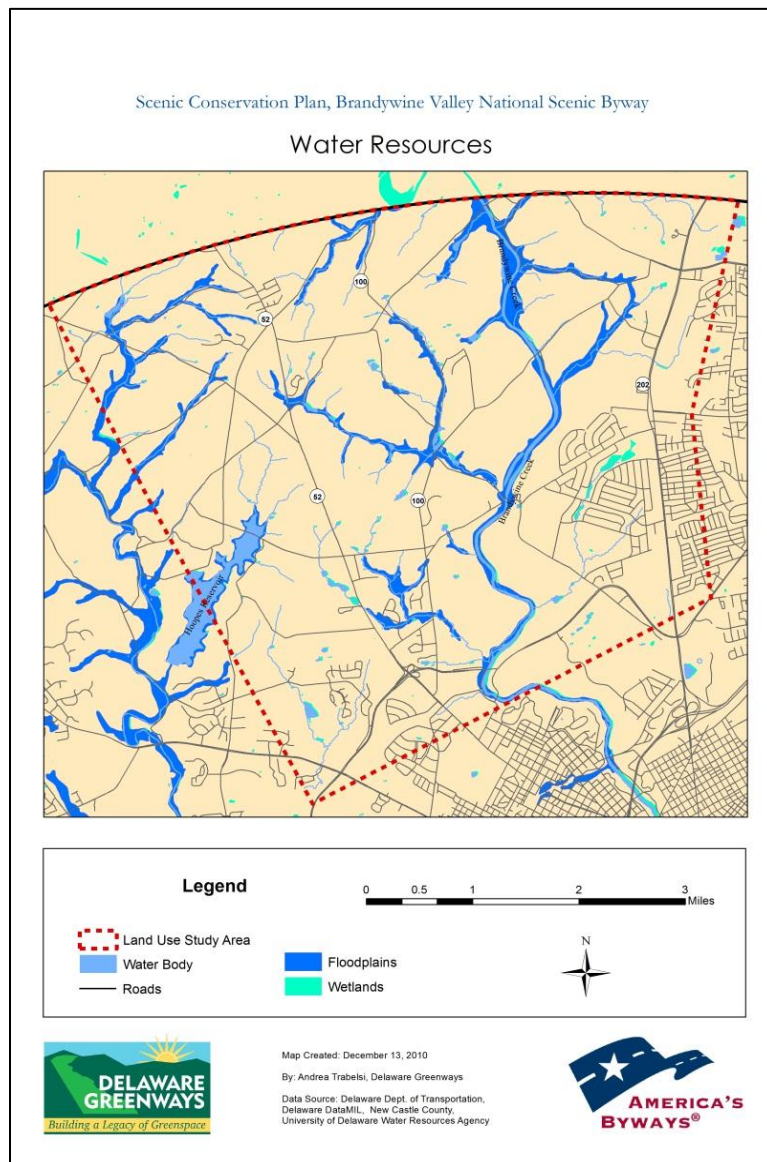 Scenic Conservation Plan, Brandywine Valley National Scenic Byway
Water Resources
Brandywine Creek
100
52
202
Brandywine Creek
52
100
Hoopes Reservoir
Legend
0 0.5 1 2 3
Miles
Land Use Study Area
Water Body
Roads
Floodplains
Wetlands
N
DELAWARE
GREENWAYS
Building a Legacy of Greenspace
Map Created: December 13, 2010
By: Andrea Trabelsi, Delaware Greenways
Data Source: Delaware Dept. of Transportation,
Delaware DataMIL, New Castle County,
University of Delaware Water Resources Agency
AMERICA'S
BYWAYS®